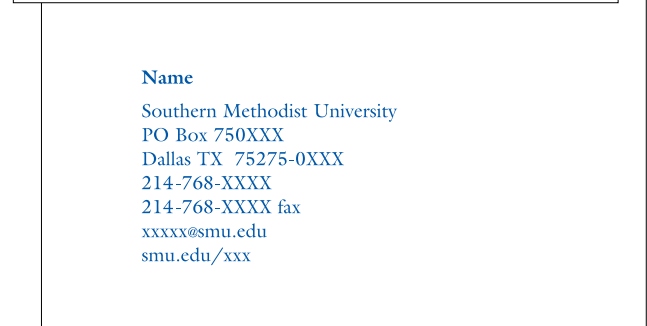 Name
Southern Methodist University
PO Box 750XXX
Dallas TX  75275-0XXX
214-768-XXXX
214-768-XXXX fax
xxxxx@smu.edu
smu.edu/xxx